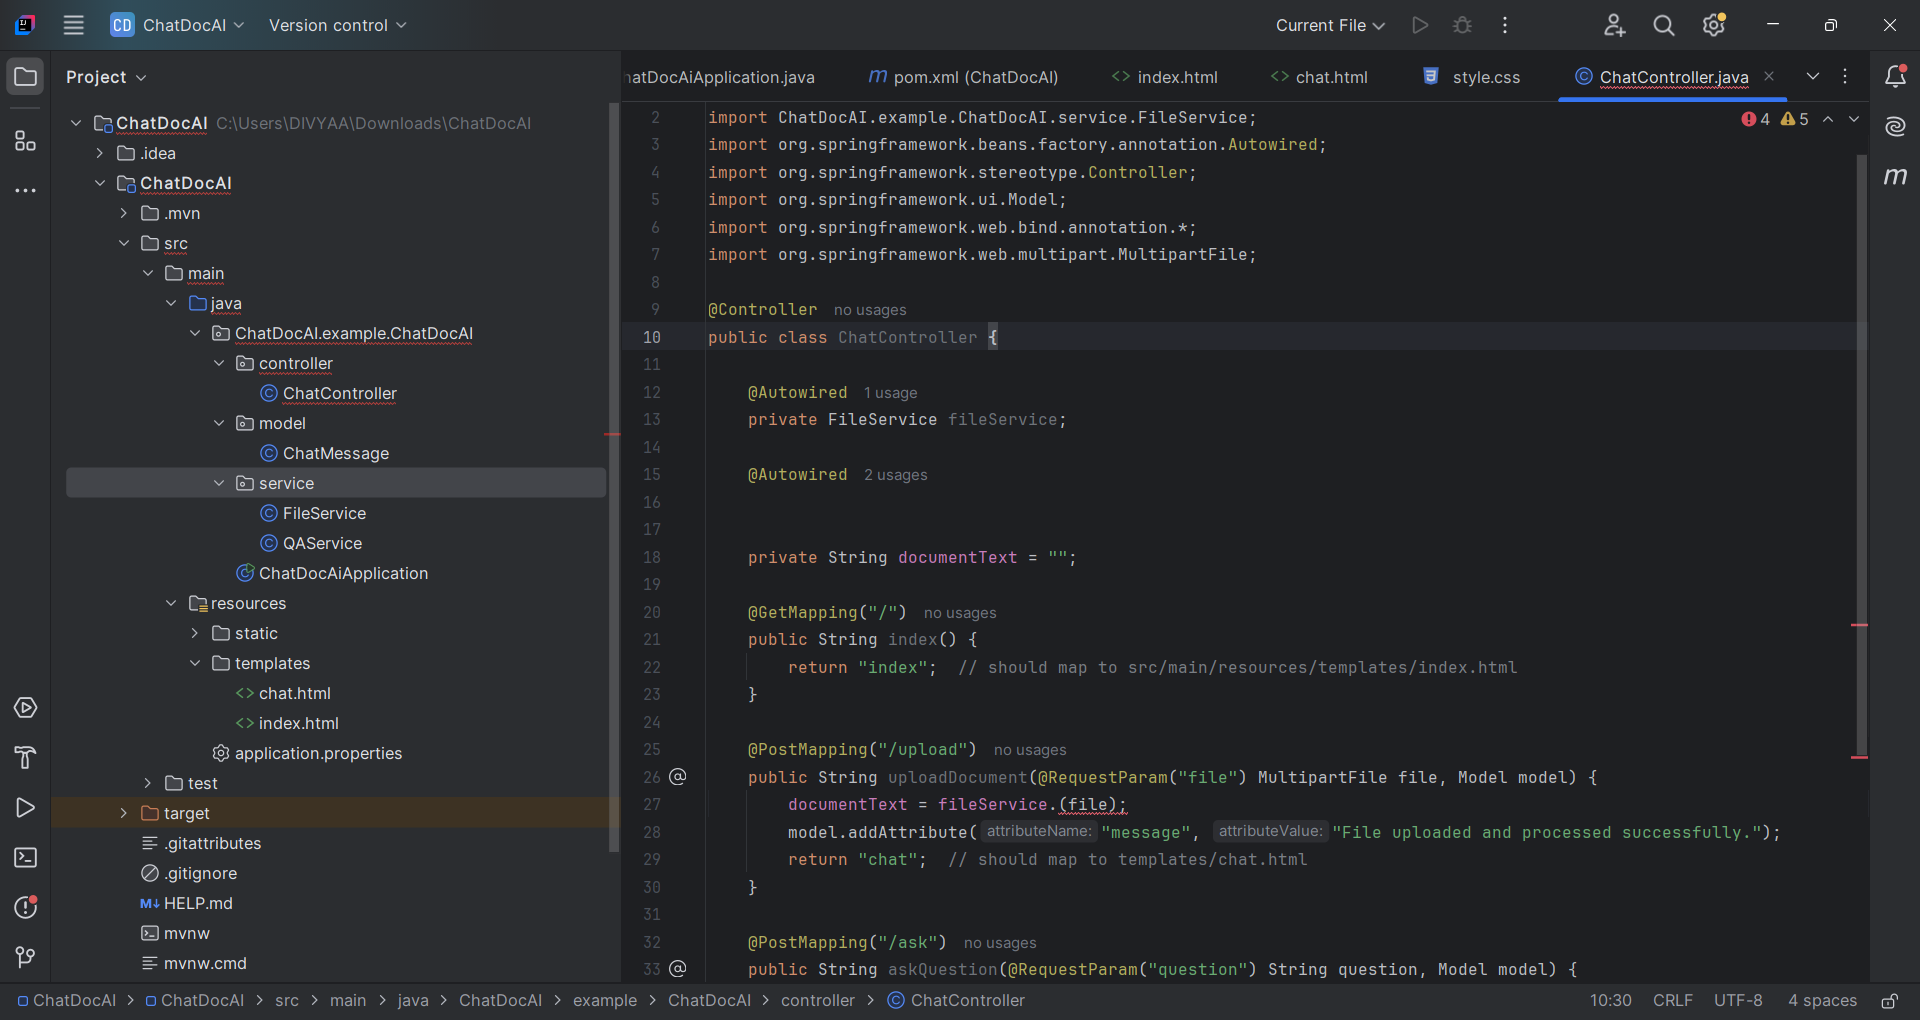 CD ChatDocAI Version control Current File
Project
ChatDocAI C:\Users\DIVYAA\Downloads\ChatDocAI
.idea
ChatDocAI
.mvn
src
main
java
ChatDocAI.example.ChatDocAI
controller
ChatController
model
ChatMessage
service
FileService
QAService
ChatDocAiApplication
resources
static
templates
chat.html
index.html
application.properties
test
target
.gitattributes
.gitignore
M↓ HELP.md
mvnw
mvnw.cmd
hatDocAiApplication.java m pom.xml (ChatDocAI) <> index.html <> chat.html style.css ChatController.java
4 5
m
2 import ChatDocAI.example.ChatDocAI.service.FileService;
3 import org.springframework.beans.factory.annotation.Autowired;
4 import org.springframework.stereotype.Controller;
5 import org.springframework.ui.Model;
6 import org.springframework.web.bind.annotation.*;
7 import org.springframework.web.multipart.MultipartFile;
8
9 @Controller no usages
10 public class ChatController {
11
12 @Autowired 1 usage
13 private FileService fileService;
14
15 @Autowired 2 usages
16
17
18 private String documentText = "";
19
20 @GetMapping("/") no usages
21 public String index() {
22 return "index"; // should map to src/main/resources/templates/index.html
23 }
24
25 @PostMapping("/upload") no usages
26 public String uploadDocument(@RequestParam("file") MultipartFile file, Model model) {
27 documentText = fileService.(file);
28 model.addAttribute( attributeName: "message", attributeValue: "File uploaded and processed successfully.");
29 return "chat"; // should map to templates/chat.html
30 }
31
32 @PostMapping("/ask") no usages
33 public String askQuestion(@RequestParam("question") String question, Model model) {
ChatDocAI > ChatDocAI > src > main > java > ChatDocAI > example > ChatDocAI > controller > ChatController
10:30 CRLF UTF-8 4 spaces